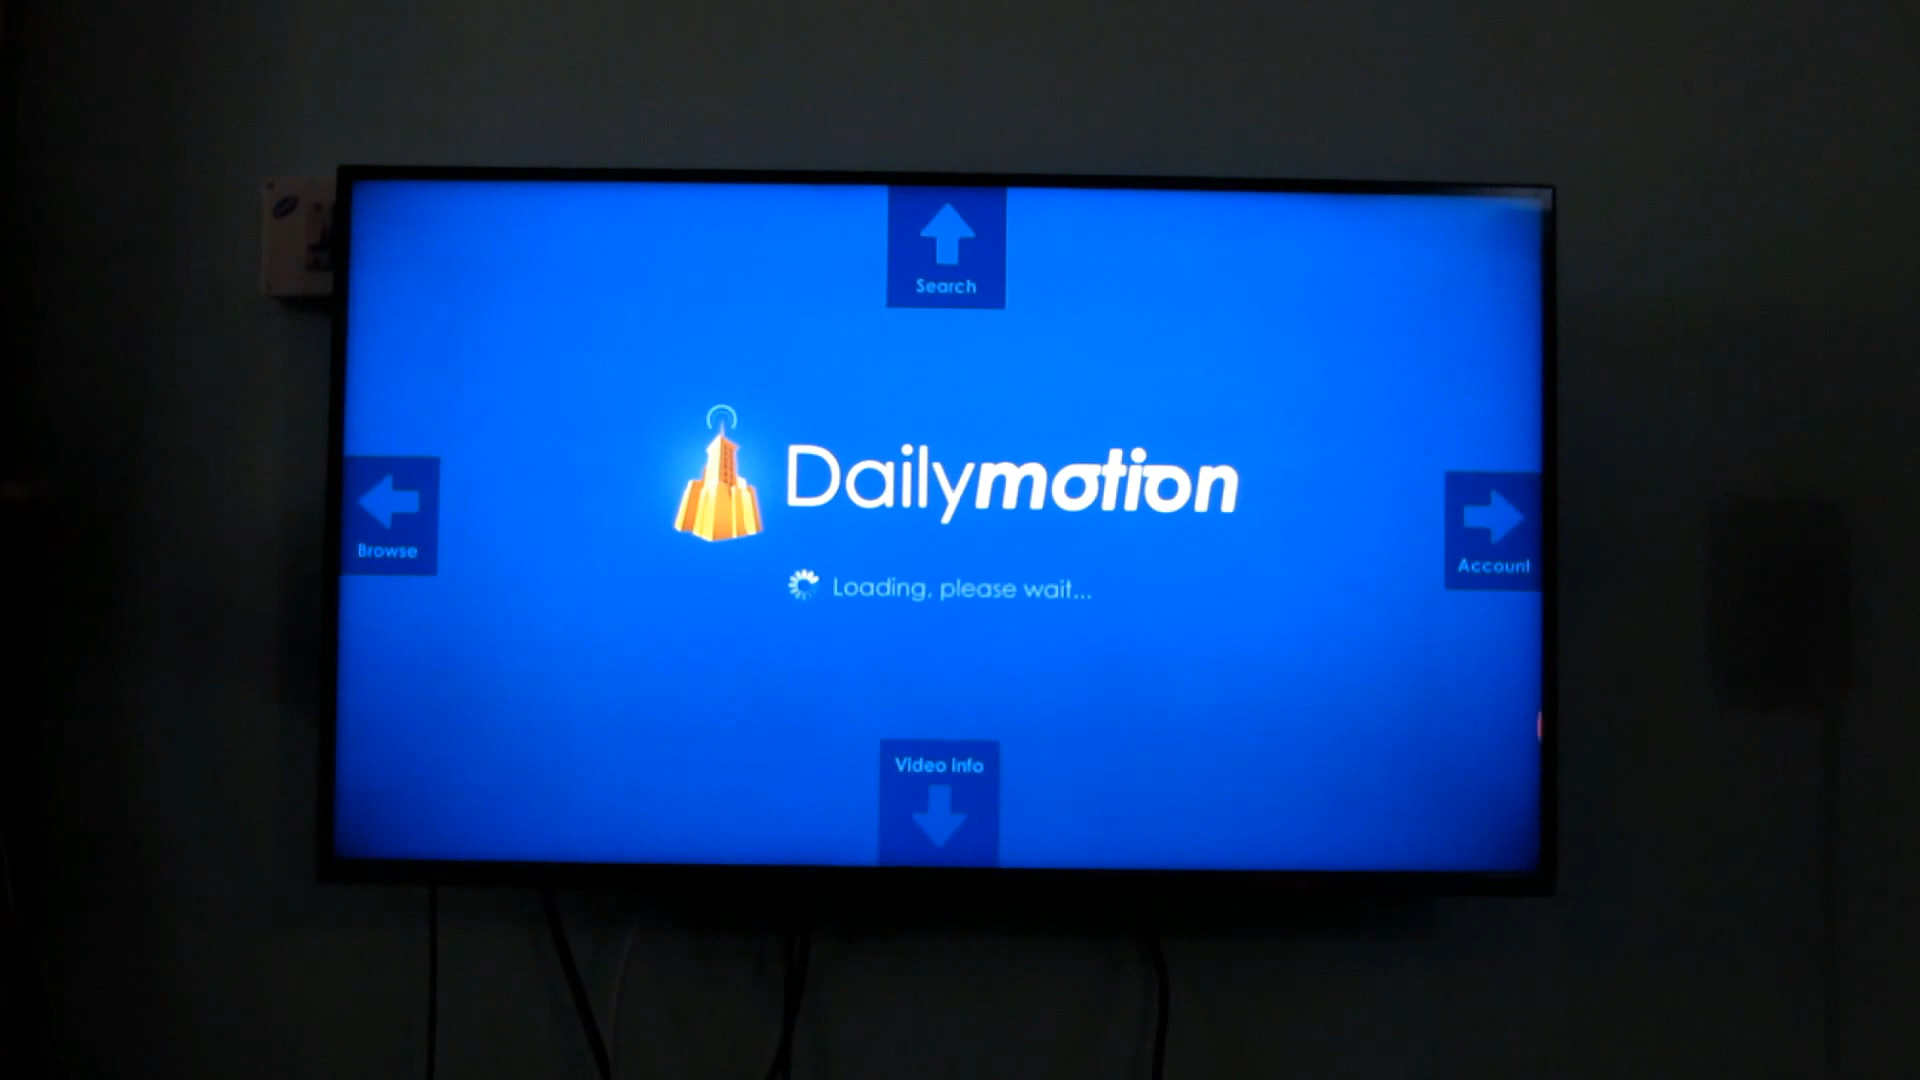 Search
Dailymotion
Browse
Account
Loading, please wait...
Video Info